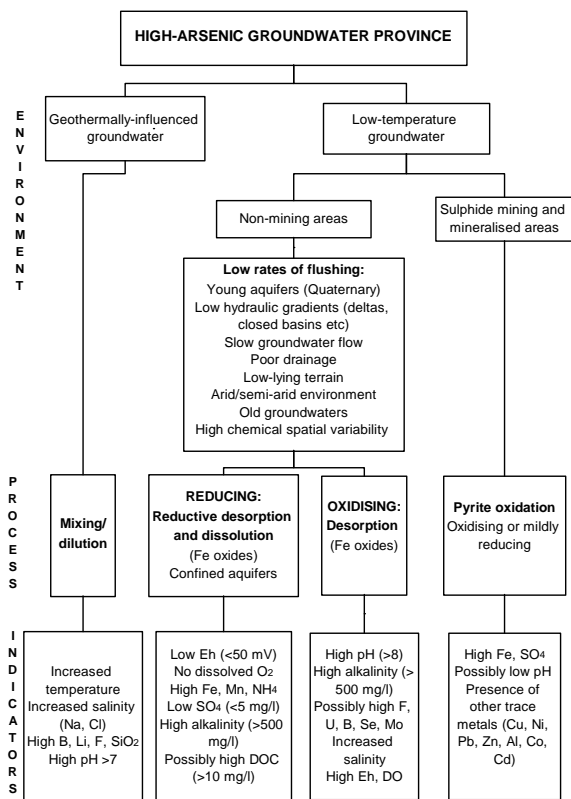 HIGH-ARSENIC GROUNDWATER PROVINCE
ENVIRONMENT
Geothermally-influenced
groundwater
Low-temperature
groundwater
Non-mining areas
Sulphide mining and
mineralised areas
Low rates of flushing:
Young aquifers (Quaternary)
Low hydraulic gradients (deltas,
closed basins etc)
Slow groundwater flow
Poor drainage
Low-lying terrain
Arid/semi-arid environment
Old groundwaters
High chemical spatial variability
PROCESS
Mixing/
dilution
REDUCING:
Reductive desorption
and dissolution
(Fe oxides)
Confined aquifers
OXIDISING:
Desorption
(Fe oxides)
Pyrite oxidation
Oxidising or mildly
reducing
INDICATORS
Increased
temperature
Increased salinity
(Na, Cl)
High B, Li, F, SiO2
High pH >7
Low Eh (<50 mV)
No dissolved O2
High Fe, Mn, NH4
Low SO4 (<5 mg/l)
High alkalinity (>500
mg/l)
Possibly high DOC
(>10 mg/l)
High pH (>8)
High alkalinity (>
500 mg/l)
Possibly high F,
U, B, Se, Mo
Increased
salinity
High Eh, DO
High Fe, SO4
Possibly low pH
Presence of
other trace
metals (Cu, Ni,
Pb, Zn, Al, Co,
Cd)